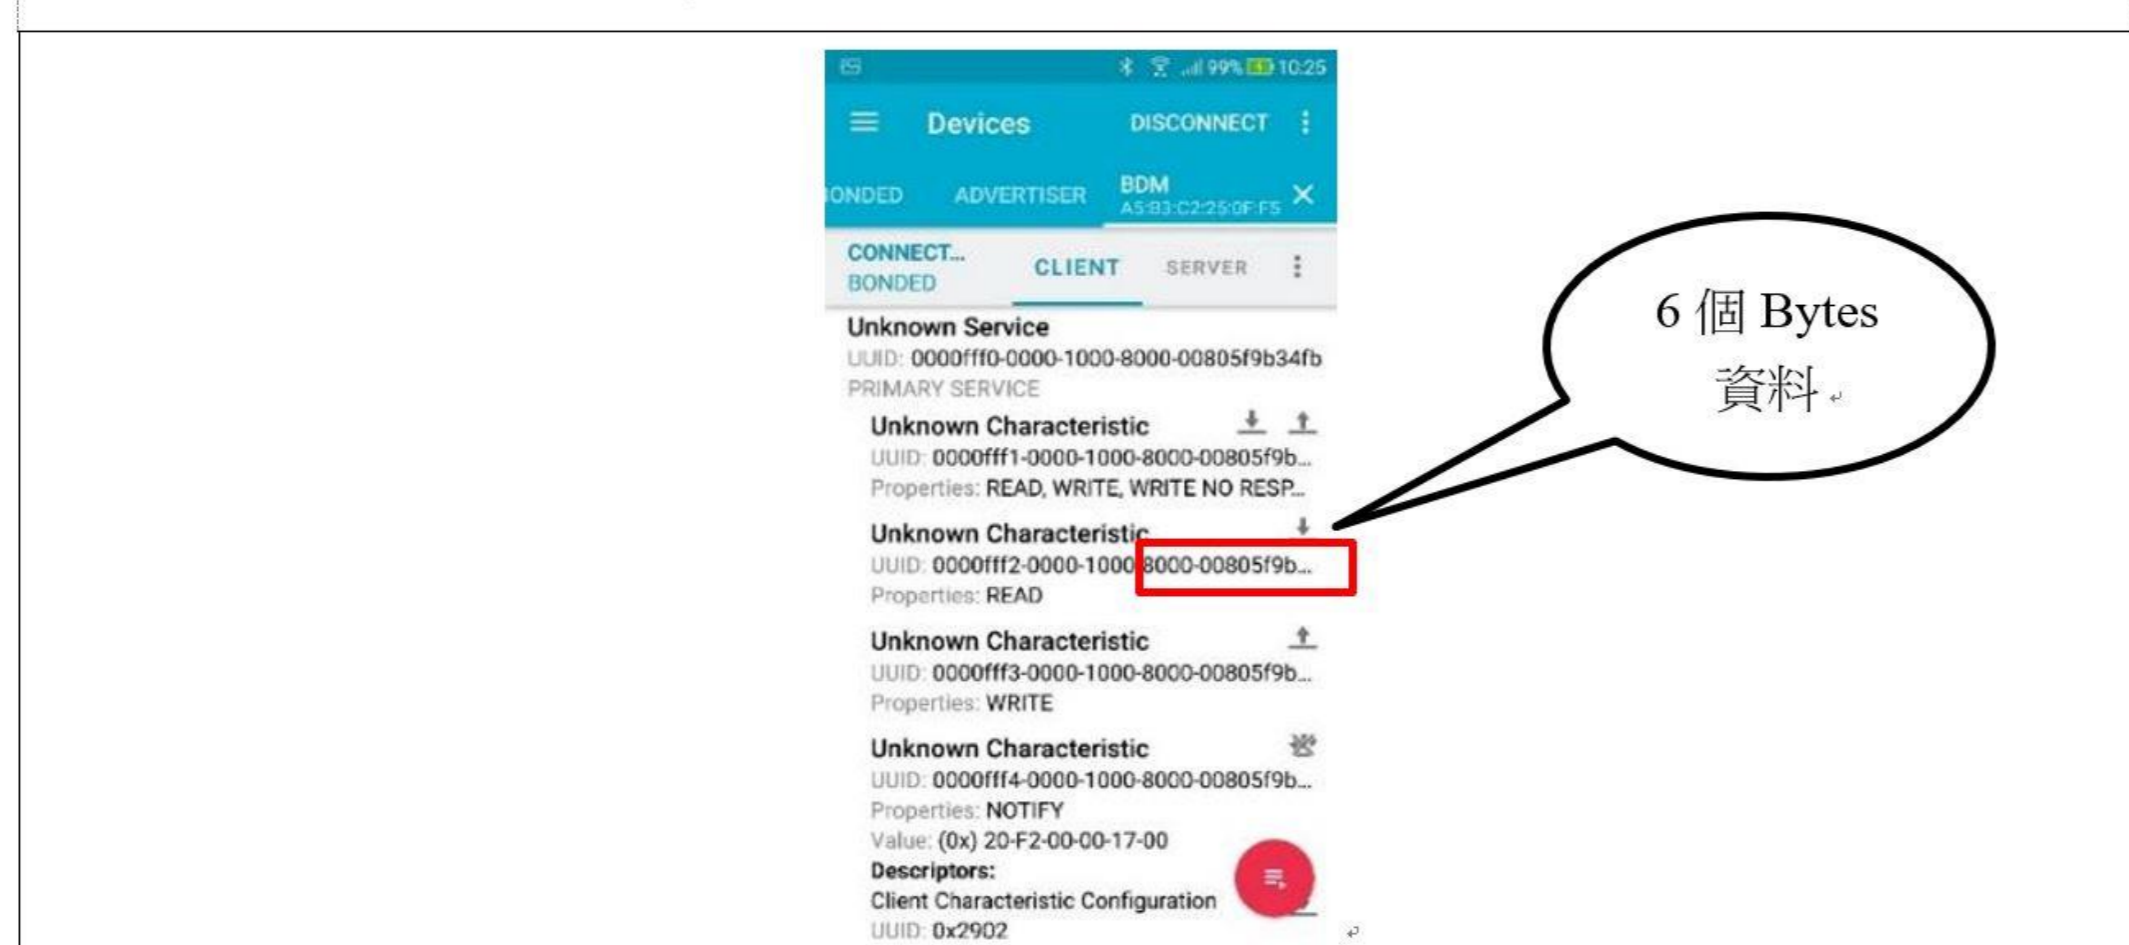 99% 10:25
Devices DISCONNECT
ONDED ADVERTISER BDM
A5:B3:C2:25:0F:F5
CONNECT...
BONDED
CLIENT SERVER
Unknown Service
UUID: 0000fff0-0000-1000-8000-00805f9b34fb
PRIMARY SERVICE
Unknown Characteristic
UUID: 0000fff1-0000-1000-8000-00805f9b...
Properties: READ, WRITE, WRITE NO RESP...
Unknown Characteristic
UUID: 0000fff2-0000-1000-8000-00805f9b...
Properties: READ
Unknown Characteristic
UUID: 0000fff3-0000-1000-8000-00805f9b...
Properties: WRITE
Unknown Characteristic
UUID: 0000fff4-0000-1000-8000-00805f9b...
Properties: NOTIFY
Value: (0x) 20-F2-00-00-17-00
Descriptors:
Client Characteristic Configuration
UUID: 0x2902
6 個 Bytes
資料